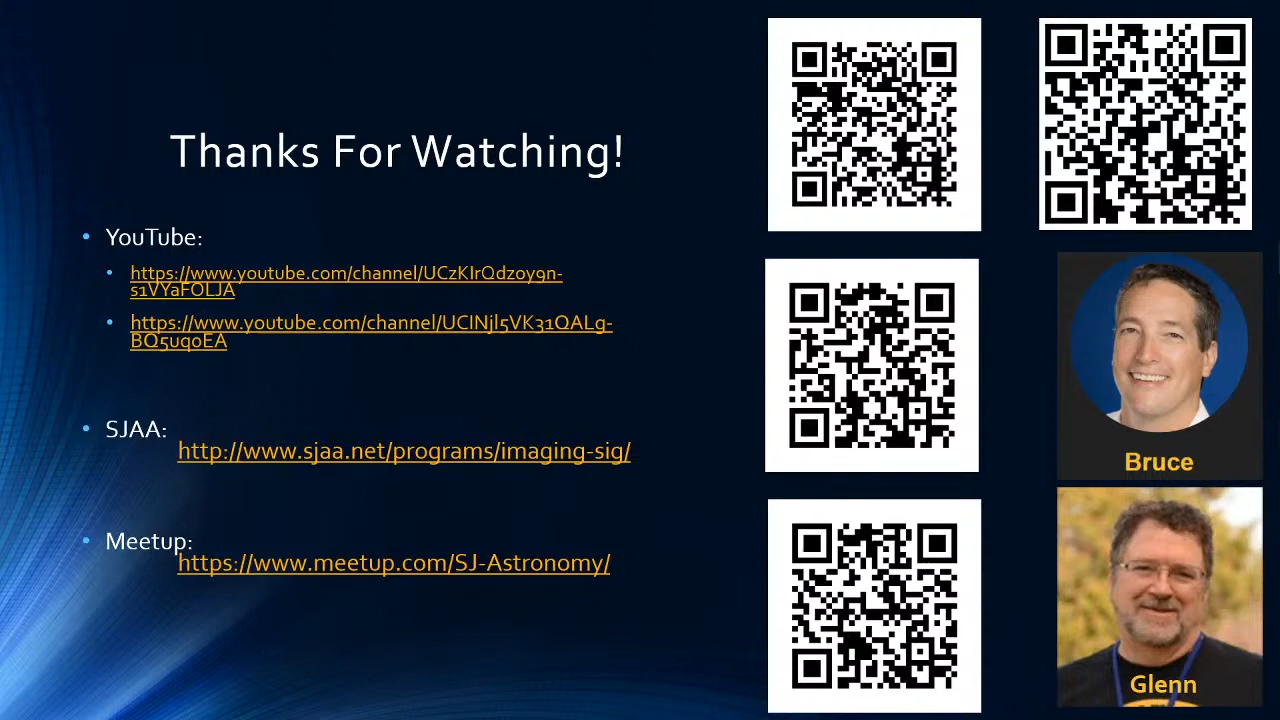 Thanks For Watching!
YouTube:
https://www.youtube.com/channel/UCzKIrQdzoy9n-
s1VYaFOLJA
https://www.youtube.com/channel/UCINjl5VK31QALg-
BQ5uqoEA
SJAA:
http://www.sjaa.net/programs/imaging-sig/
Meetup:
https://www.meetup.com/SJ-Astronomy/
Bruce
Glenn